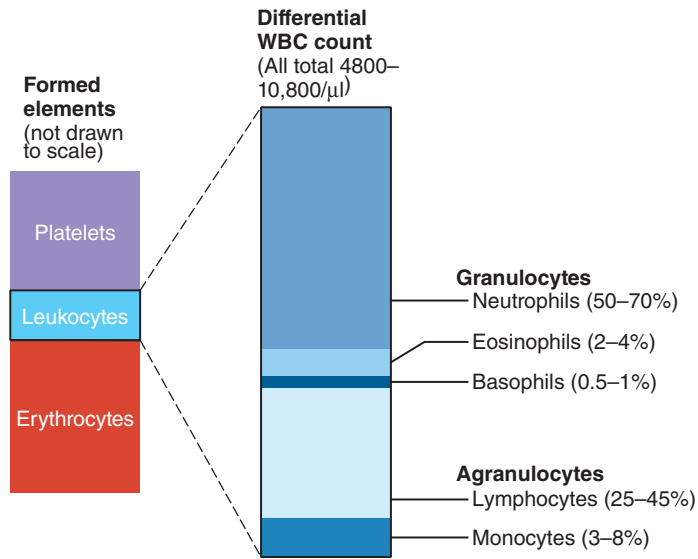 Differential
WBC count
(All total 4800–
10,800/μl)
Formed
elements
(not drawn
to scale)
Platelets
Leukocytes
Erythrocytes
Granulocytes
Neutrophils (50–70%)
Eosinophils (2–4%)
Basophils (0.5–1%)
Agranulocytes
Lymphocytes (25–45%)
Monocytes (3–8%)